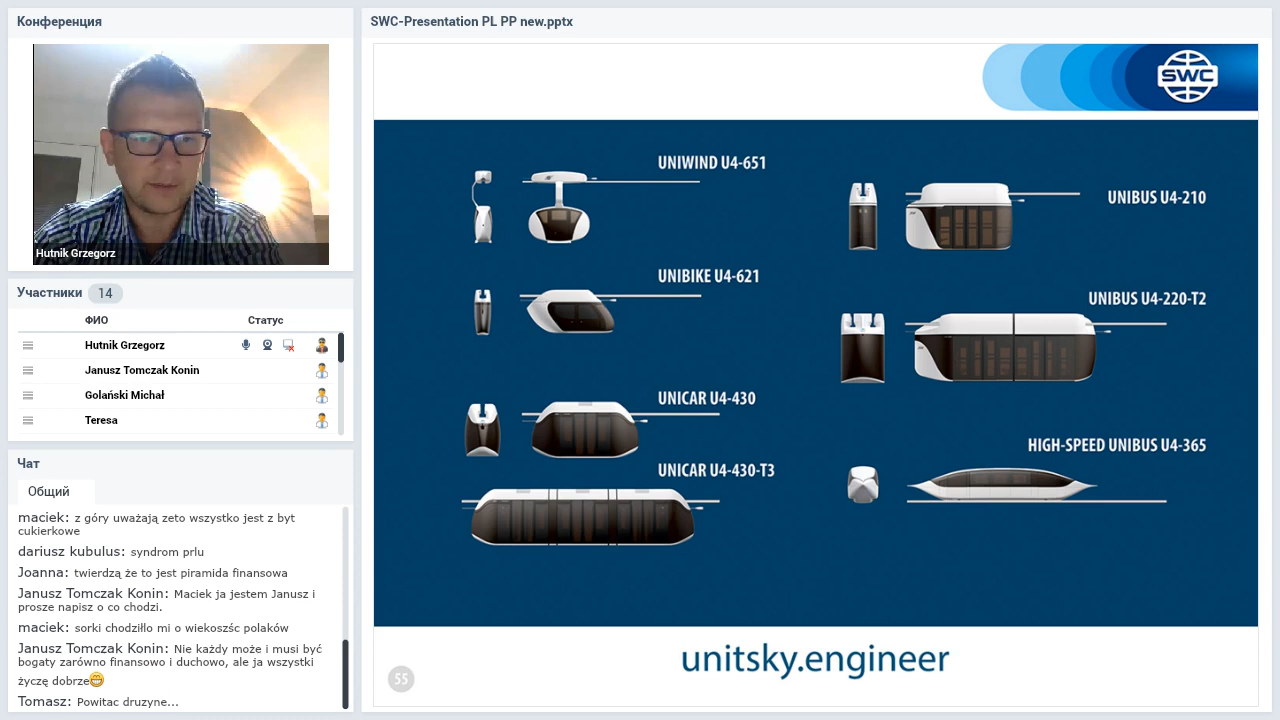 Конференция
Hutnik Grzegorz
Участники 14
ФИО Статус
Hutnik Grzegorz
Janusz Tomczak Konin
Golański Michał
Teresa
Чат
Общий
maciek: z góry uważają zeto wszystko jest z byt
cukierkowe
dariusz kubulus: syndrom prlu
Joanna: twierdzą że to jest piramida finansowa
Janusz Tomczak Konin: Maciek ja jestem Janusz i
prosze napisz o co chodzi.
maciek: sorki chodziłlo mi o wiekoszśc polaków
Janusz Tomczak Konin: Nie każdy może i musi być
bogaty zarówno finansowo i duchowo, ale ja wszystki
życzę dobrze
Tomasz: Powitac druzyne...
SWC-Presentation PL PP new.pptx
SWC
UNIWIND U4-651
UNIBIKE U4-621
UNICAR U4-430
UNICAR U4-430-T3
UNIBUS U4-210
UNIBUS U4-220-T2
HIGH-SPEED UNIBUS U4-365
unitsky.engineer
55